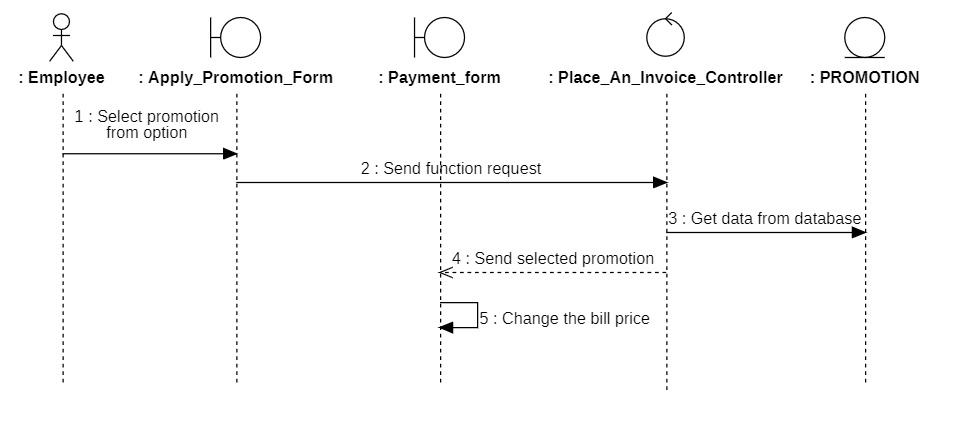 : Employee
: Apply_Promotion_Form
: Payment_form
: Place_An_Invoice_Controller
: PROMOTION
1 : Select promotion
from option
2 : Send function request
3 : Get data from database
4 : Send selected promotion
5 : Change the bill price